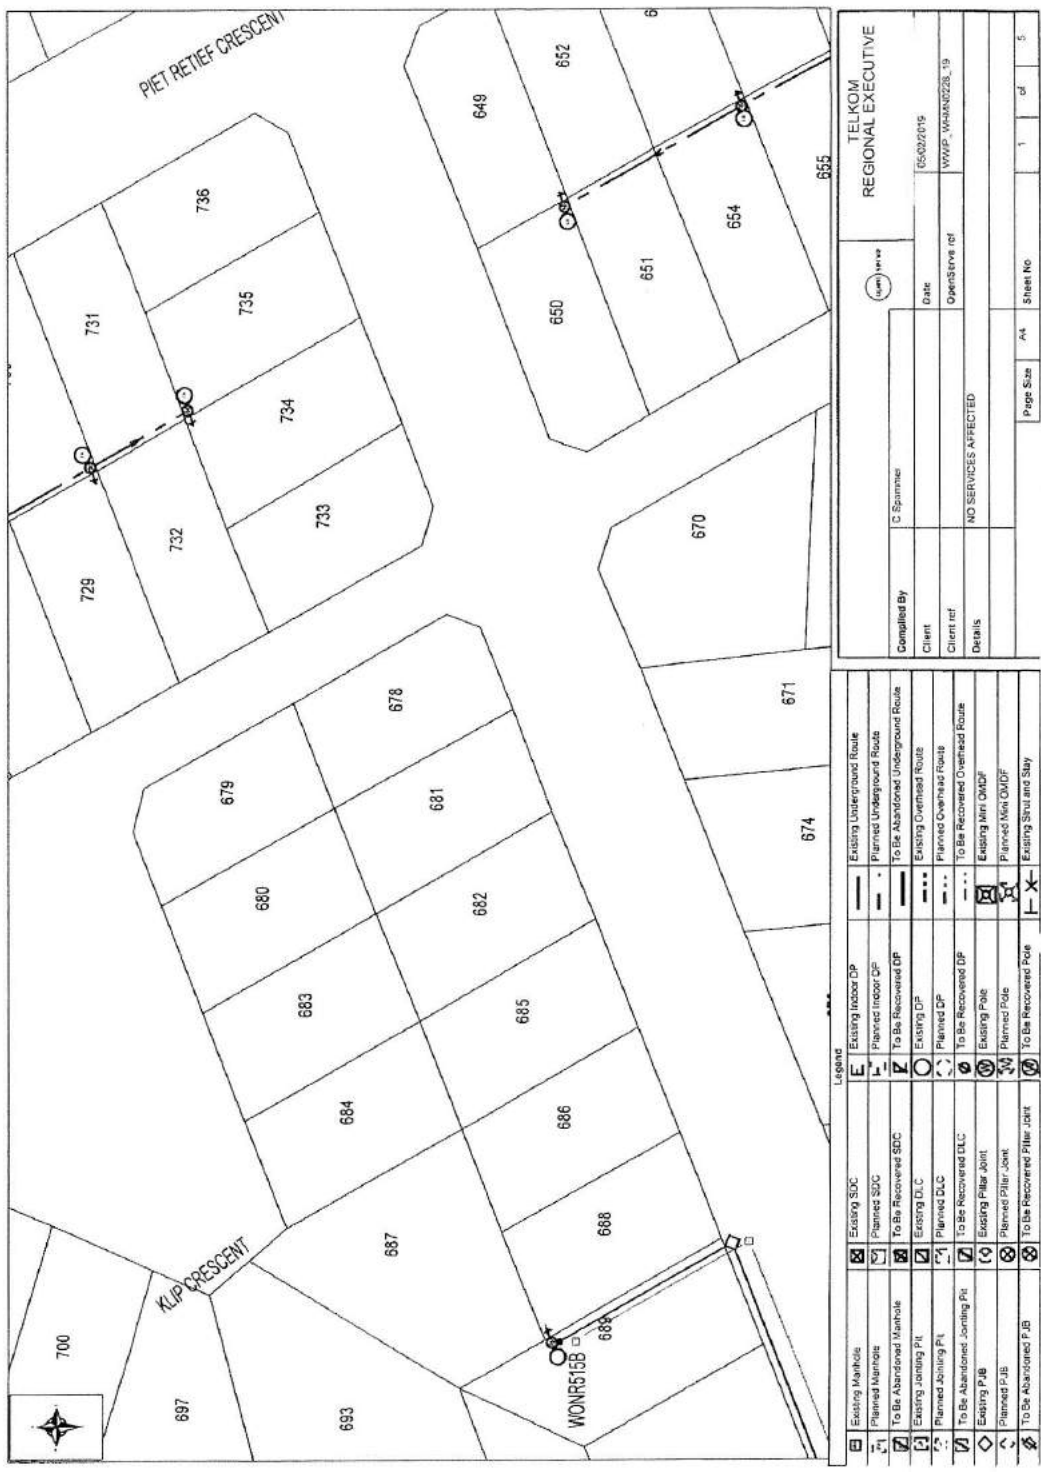 PIET RETIEF CRESCENT
KLIP CRESCENT
736
731
735
734
732
733
729
649
652
650
651
654
655
670
671
674
678
679
681
680
682
683
685
684
686
687
688
689
WONR515B
700
697
693
TELKOM
REGIONAL EXECUTIVE
Complied By
C Spammer
Client
Date
05/02/2019
Client ref
OpenServe ref
WWIP_WHMN0228_19
Details
NO SERVICES AFFECTED
Page Size
A4
Sheet No
1
of
5
Legend
Existing Manhole
Planned Manhole
To Be Abandoned Manhole
Existing Jointing Pit
Planned Jointing Pit
To Be Abandoned Jointing Pit
Existing PJB
Planned PJB
To Be Abandoned PJB
Existing SDC
Planned SDC
To Be Recovered SDC
Existing DLC
Planned DLC
To Be Recovered DLC
Existing Pillar Joint
Planned Pillar Joint
To Be Recovered Pillar Joint
Existing Indoor DP
Planned Indoor DP
To Be Recovered DP
Existing DP
Planned DP
To Be Recovered DP
Existing Pole
Planned Pole
To Be Recovered Pole
Existing Underground Route
Planned Underground Route
To Be Abandoned Underground Route
Existing Overhead Route
Planned Overhead Route
To Be Recovered Overhead Route
Existing Mini OMDF
Planned Mini OMDF
Existing Strut and Stay